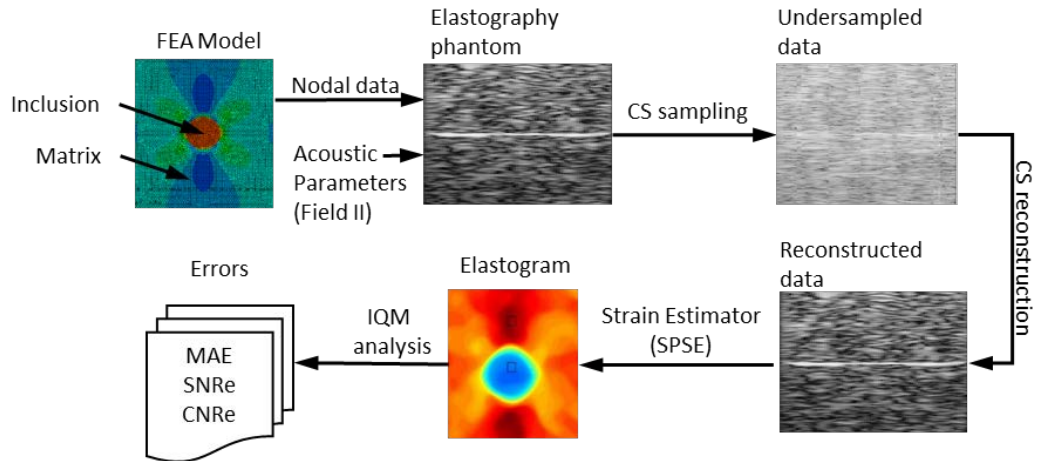 FEA Model
Inclusion
Matrix
Nodal data
Acoustic
Parameters
(Field II)
Elastography
phantom
CS sampling
Undersampled
data
CS reconstruction
Reconstructed
data
Strain Estimator
(SPSE)
Elastogram
IQM
analysis
Errors
MAE
SNRe
CNRe